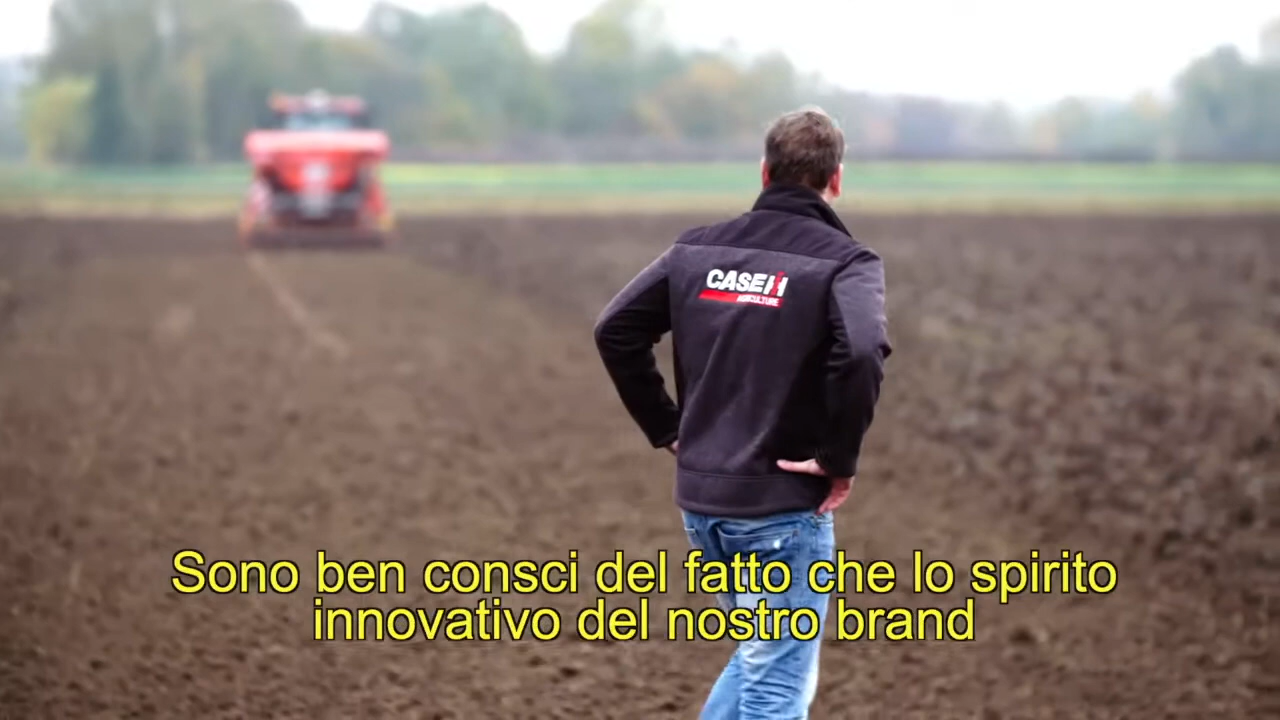 CASE IH
AGRICULTURE
Sono ben consci del fatto che lo spirito
innovativo del nostro brand